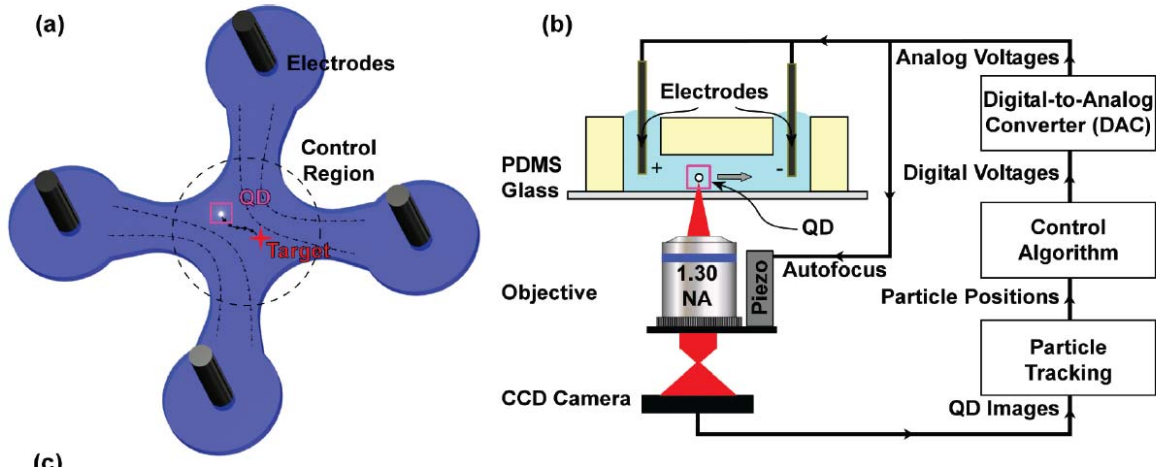 (a)
Electrodes
Control
Region
QD
Target
(b)
Analog Voltages
Electrodes
Digital-to-Analog
Converter (DAC)
PDMS
+
-
Glass
Digital Voltages
QD
Control
Algorithm
Autofocus
1.30
NA
Piezo
Objective
Particle Positions
Particle
Tracking
CCD Camera
QD Images
(c)